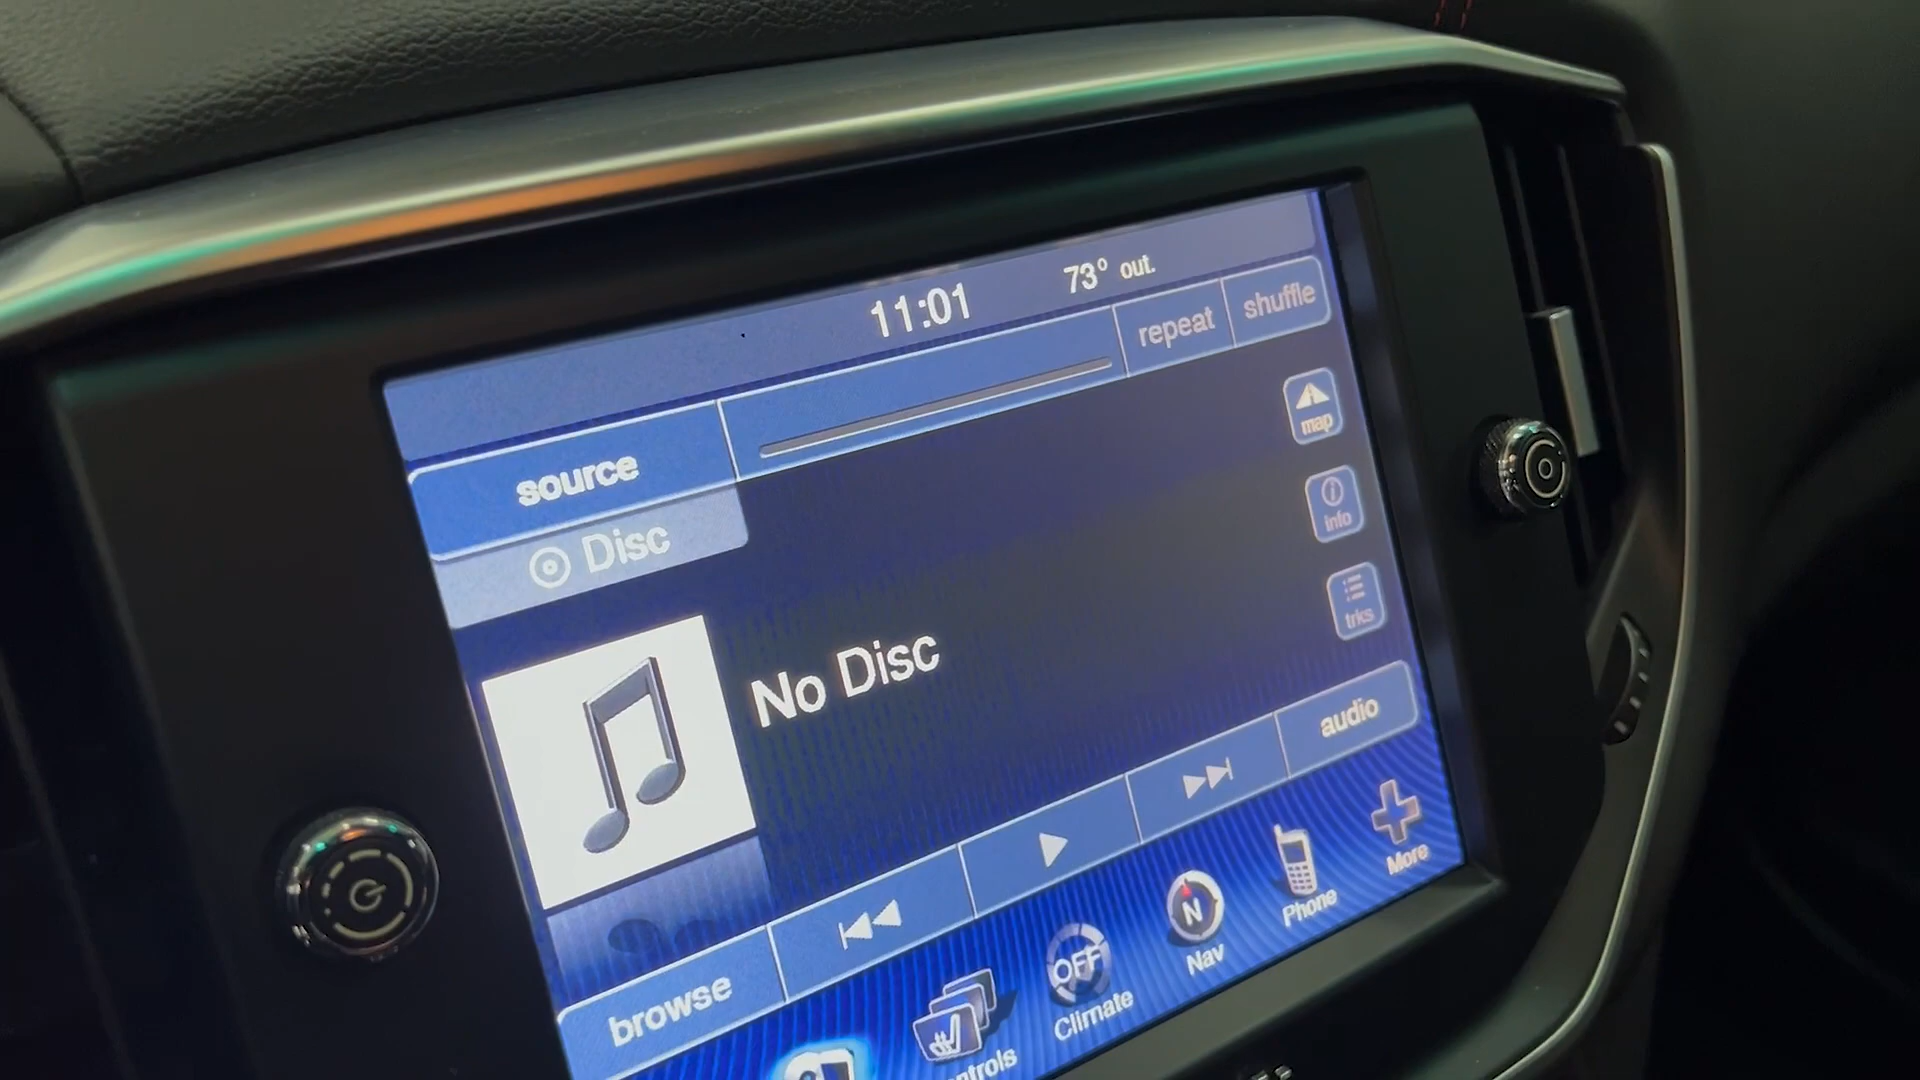 11:01
73° out.
source
repeat
shuffle
Disc
map
info
No Disc
trks
audio
browse
OFF
Climate
N
Nav
Phone
More